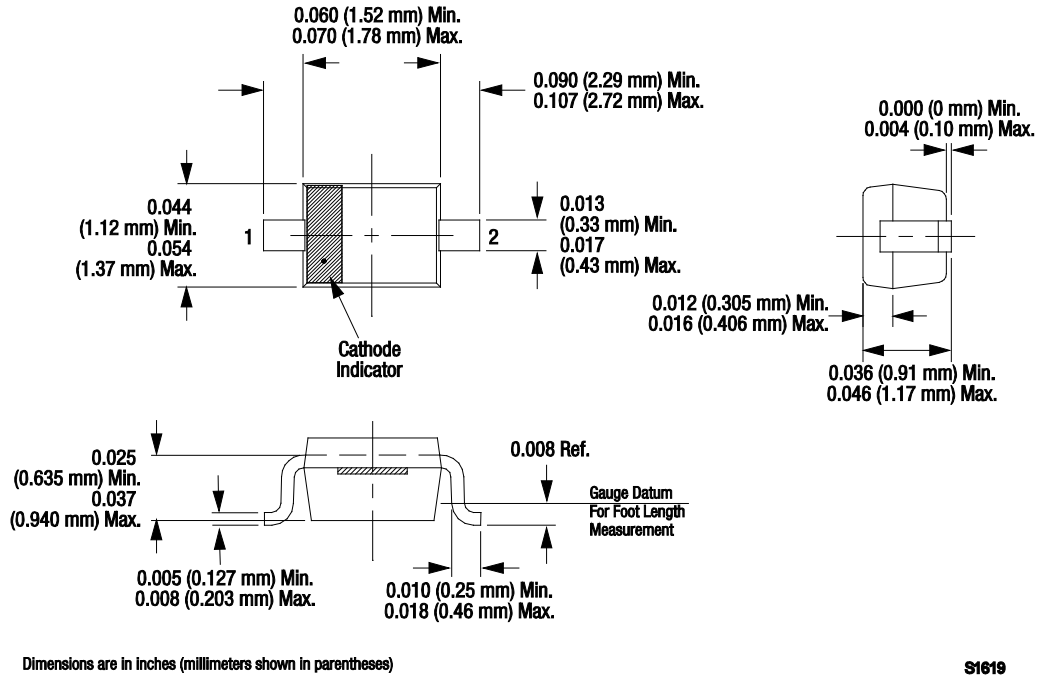 0.060 (1.52 mm) Min.
0.070 (1.78 mm) Max.
0.090 (2.29 mm) Min.
0.107 (2.72 mm) Max.
0.000 (0 mm) Min.
0.004 (0.10 mm) Max.
0.044
(1.12 mm) Min.
0.054
(1.37 mm) Max.
1
2
0.013
(0.33 mm) Min.
0.017
(0.43 mm) Max.
0.012 (0.305 mm) Min.
0.016 (0.406 mm) Max.
Cathode
Indicator
0.036 (0.91 mm) Min.
0.046 (1.17 mm) Max.
0.025
(0.635 mm) Min.
0.037
(0.940 mm) Max.
0.008 Ref.
Gauge Datum
For Foot Length
Measurement
0.005 (0.127 mm) Min.
0.008 (0.203 mm) Max.
0.010 (0.25 mm) Min.
0.018 (0.46 mm) Max.
Dimensions are in inches (millimeters shown in parentheses)
S1619